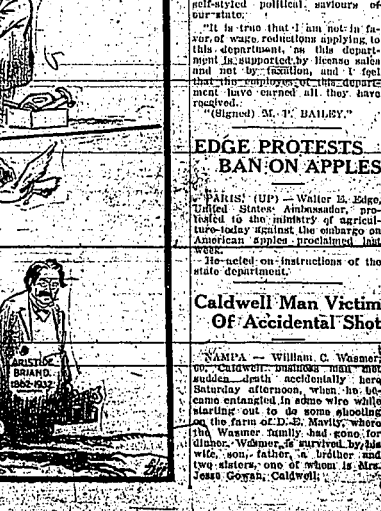 self-styled political saviours of
our state.
"It is true that I am not in fa-
vor of wage reductions applying to
this department, as this depart-
ment is supported by license sales
and not by taxation, and I feel
that the employes of this depart-
ment have earned all they have
received.
"(Signed) M. P. BAILEY."
EDGE PROTESTS
BAN ON APPLES
PARIS, (UP) — Walter E. Edge,
United States Ambassador, pro-
tested to the ministry of agricul-
ture today against the embargo on
American apples proclaimed last
week.
He acted on instructions of the
state department.
Caldwell Man Victim
Of Accidental Shot
NAMPA — William C. Wasmer,
Caldwell business man met
sudden death accidentally here
Saturday afternoon, when he be-
came entangled in some wire while
starting out to do some shooting
on the farm of D. E. Mavity, where
the Wasmer family had gone for
dinner. Wasmer is survived by his
wife, son, father, a brother and
two sisters, one of whom is Mrs.
Jesse Gowan, Caldwell.
ARISTIDE
BRIAND
1862-1932